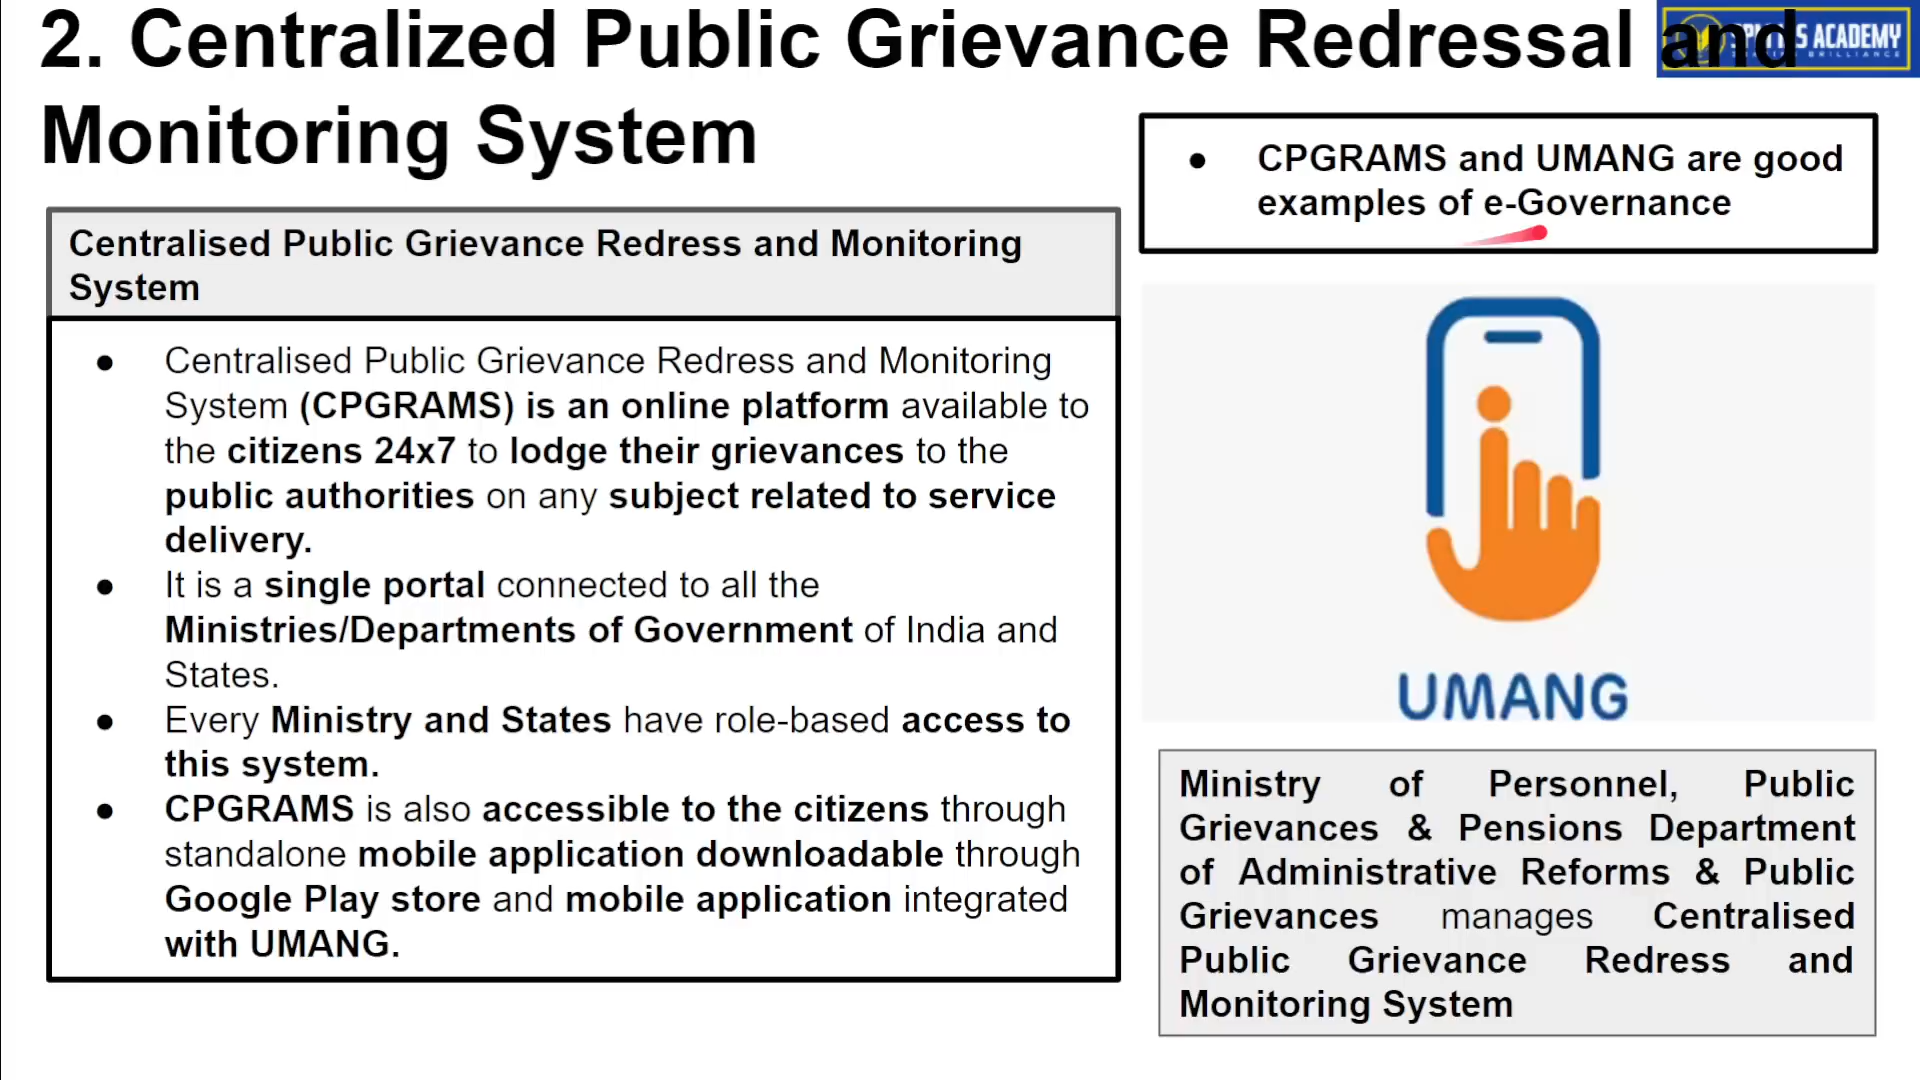 2. Centralized Public Grievance Redressal and
Monitoring System
ACADEMY
CPGRAMS and UMANG are good
examples of e-Governance
Centralised Public Grievance Redress and Monitoring
System
● Centralised Public Grievance Redress and Monitoring
System (CPGRAMS) is an online platform available to
the citizens 24x7 to lodge their grievances to the
public authorities on any subject related to service
delivery.
● It is a single portal connected to all the
Ministries/Departments of Government of India and
States.
● Every Ministry and States have role-based access to
this system.
● CPGRAMS is also accessible to the citizens through
standalone mobile application downloadable through
Google Play store and mobile application integrated
with UMANG.
UMANG
Ministry of Personnel, Public
Grievances & Pensions Department
of Administrative Reforms & Public
Grievances manages Centralised
Public Grievance Redress and
Monitoring System